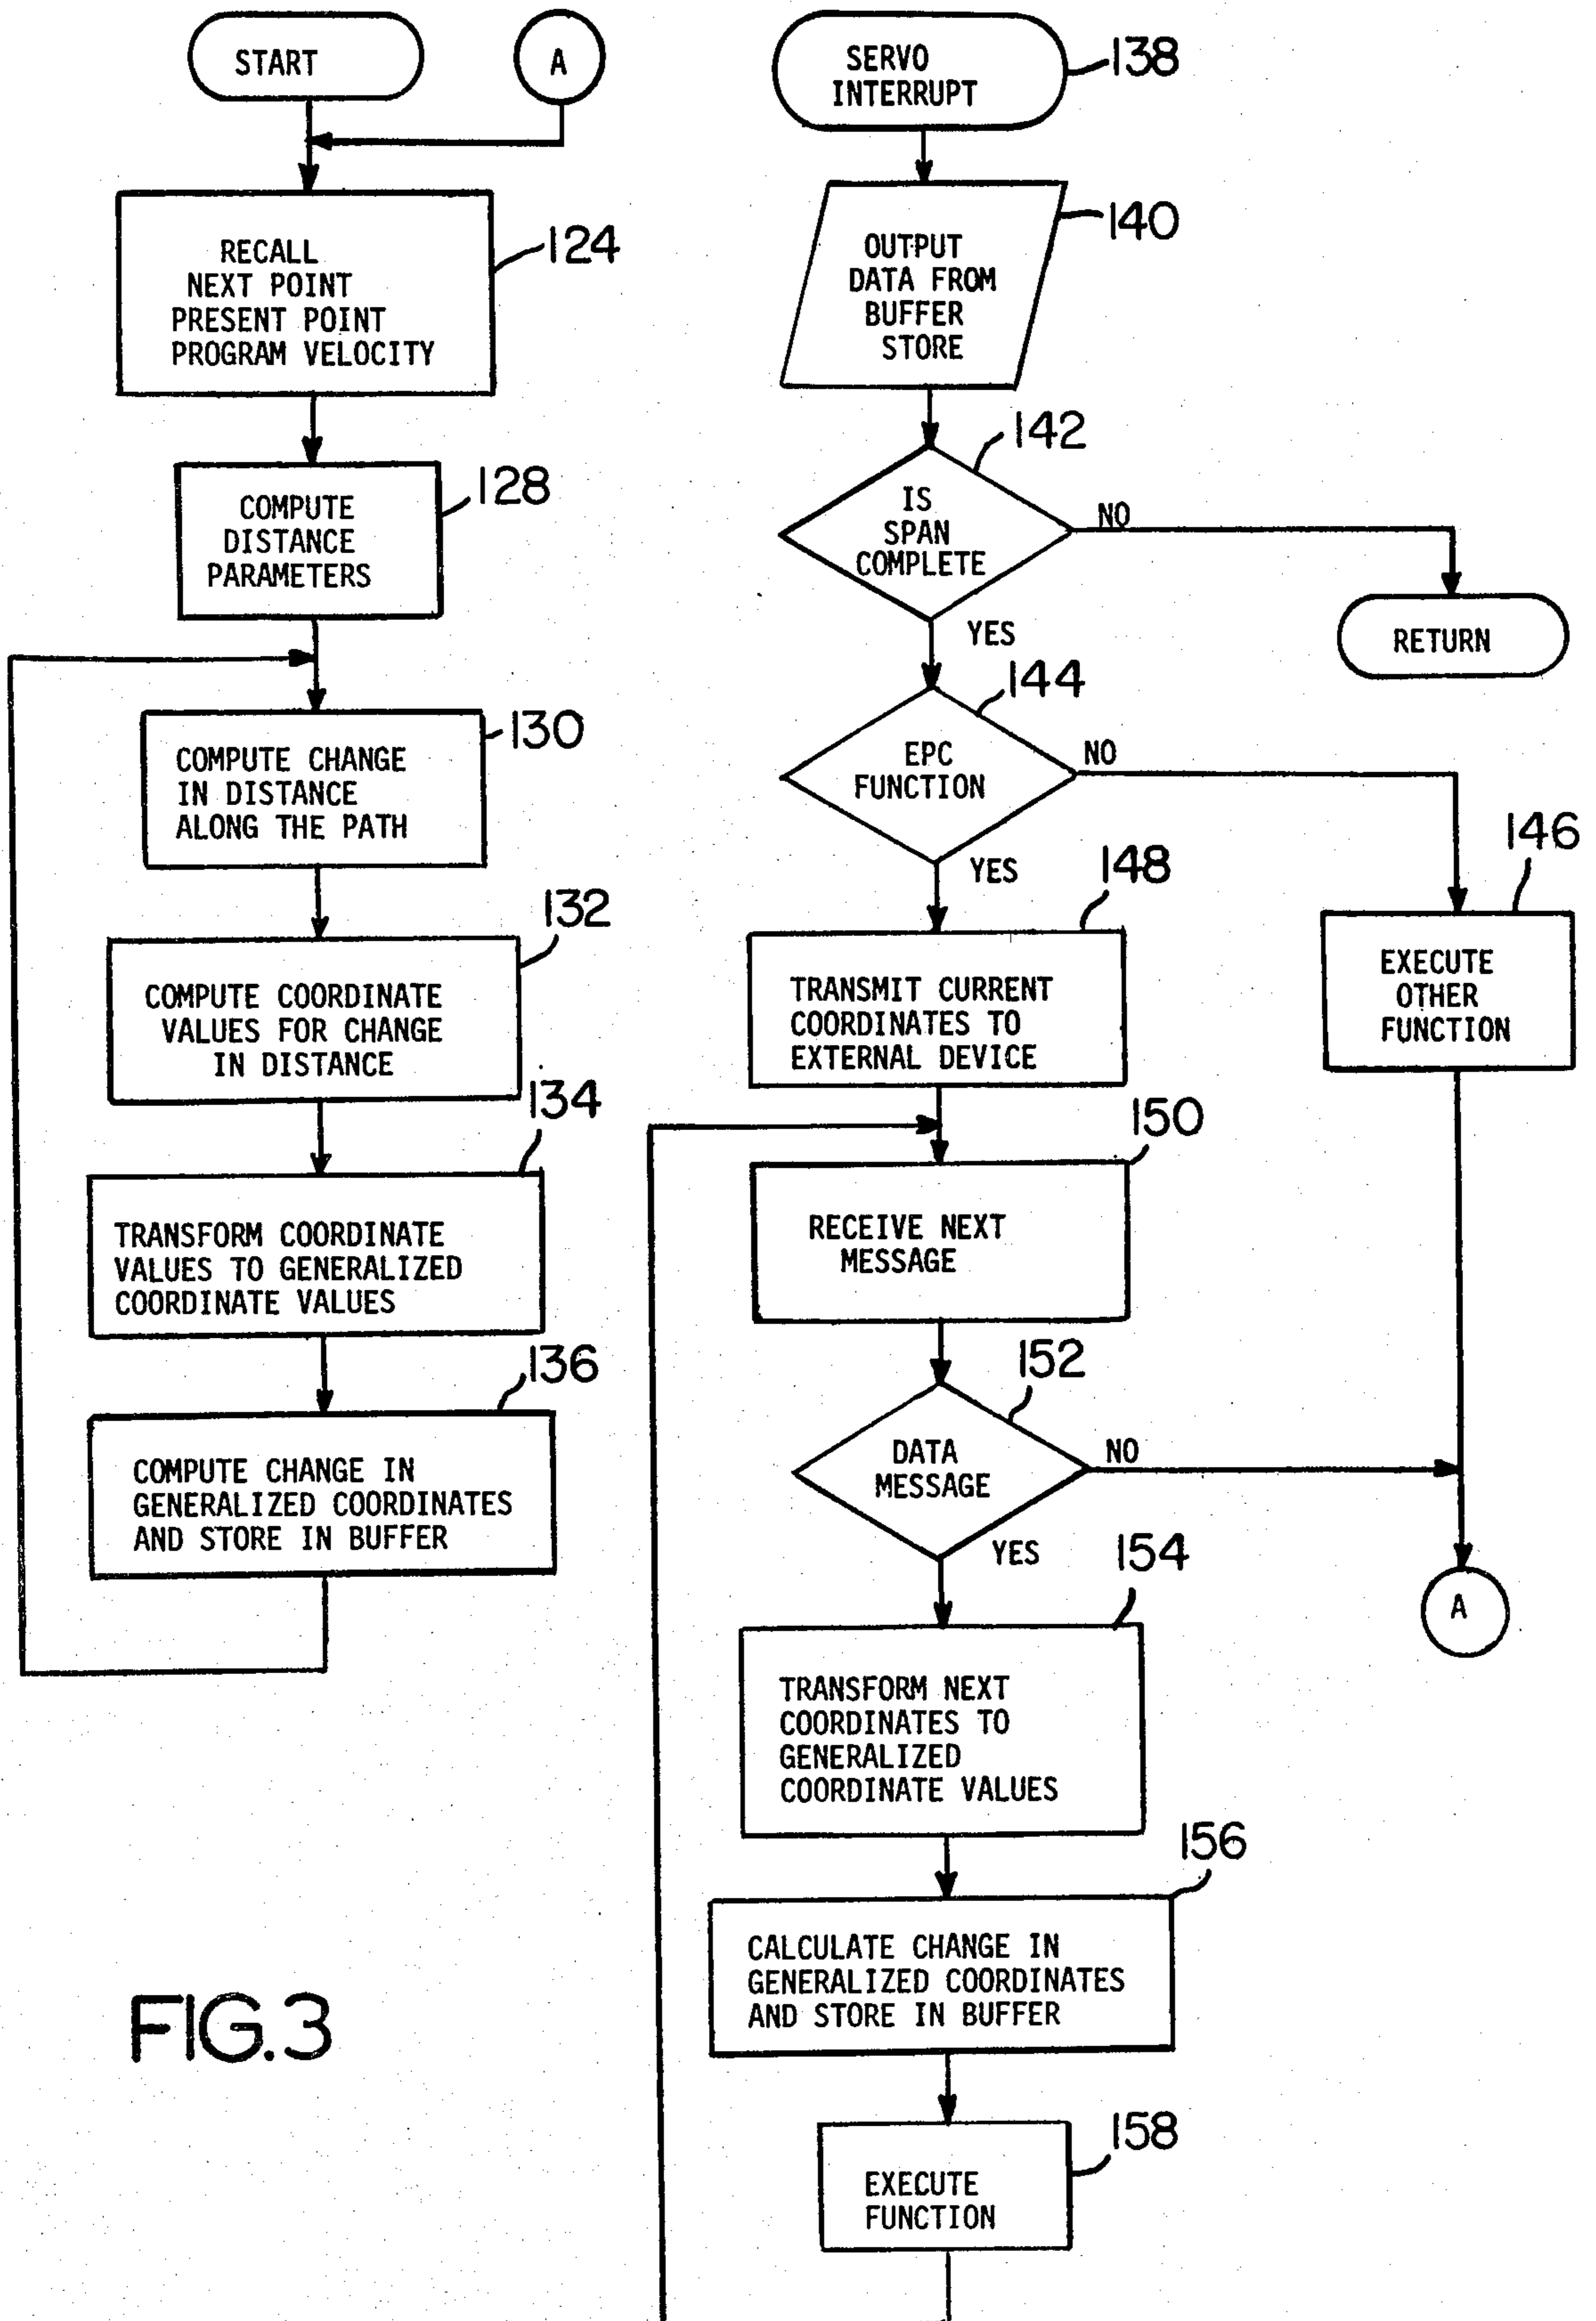 START
A
RECALL
NEXT POINT
PRESENT POINT
PROGRAM VELOCITY
124
COMPUTE
DISTANCE
PARAMETERS
128
COMPUTE CHANGE
IN DISTANCE
ALONG THE PATH
130
COMPUTE COORDINATE
VALUES FOR CHANGE
IN DISTANCE
132
TRANSFORM COORDINATE
VALUES TO GENERALIZED
COORDINATE VALUES
134
COMPUTE CHANGE IN
GENERALIZED COORDINATES
AND STORE IN BUFFER
136
FIG.3
SERVO
INTERRUPT
138
OUTPUT
DATA FROM
BUFFER
STORE
140
IS
SPAN
COMPLETE
142
NO
RETURN
YES
EPC
FUNCTION
144
NO
EXECUTE
OTHER
FUNCTION
146
YES
TRANSMIT CURRENT
COORDINATES TO
EXTERNAL DEVICE
148
RECEIVE NEXT
MESSAGE
150
DATA
MESSAGE
152
NO
A
YES
TRANSFORM NEXT
COORDINATES TO
GENERALIZED
COORDINATE VALUES
154
CALCULATE CHANGE IN
GENERALIZED COORDINATES
AND STORE IN BUFFER
156
EXECUTE
FUNCTION
158